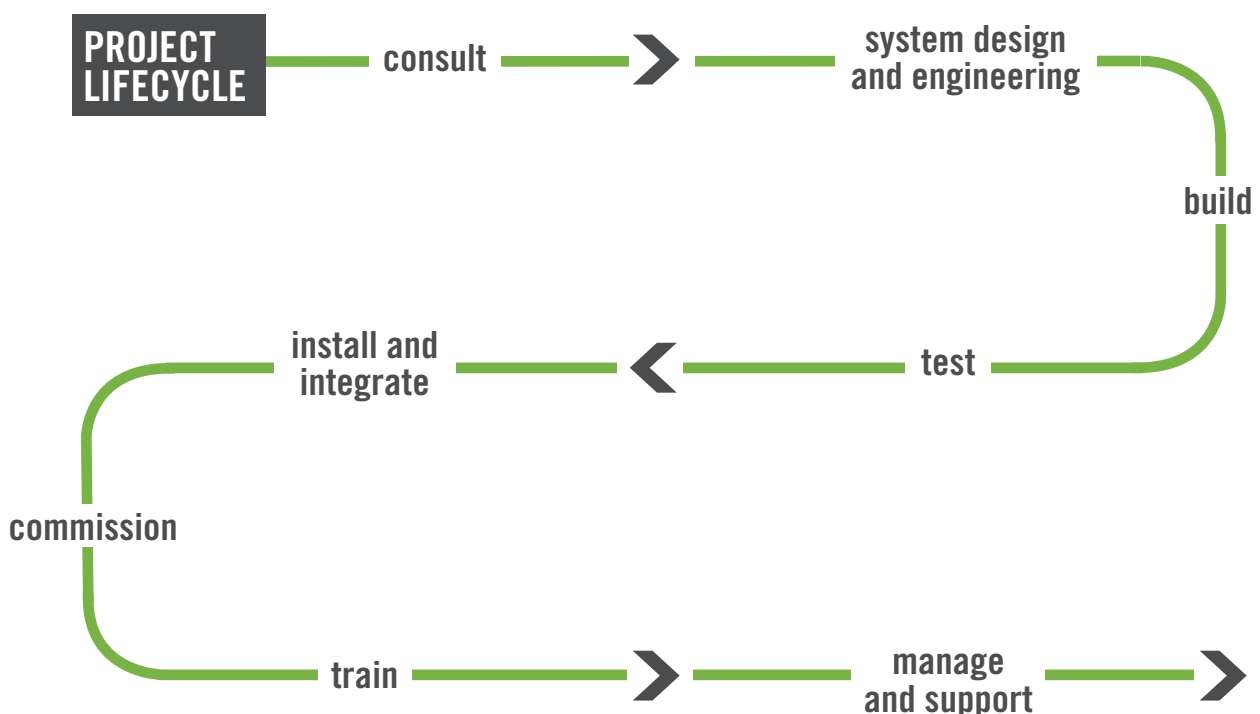 PROJECT
LIFECYCLE
consult
system design
and engineering
build
test
install and
integrate
commission
train
manage
and support